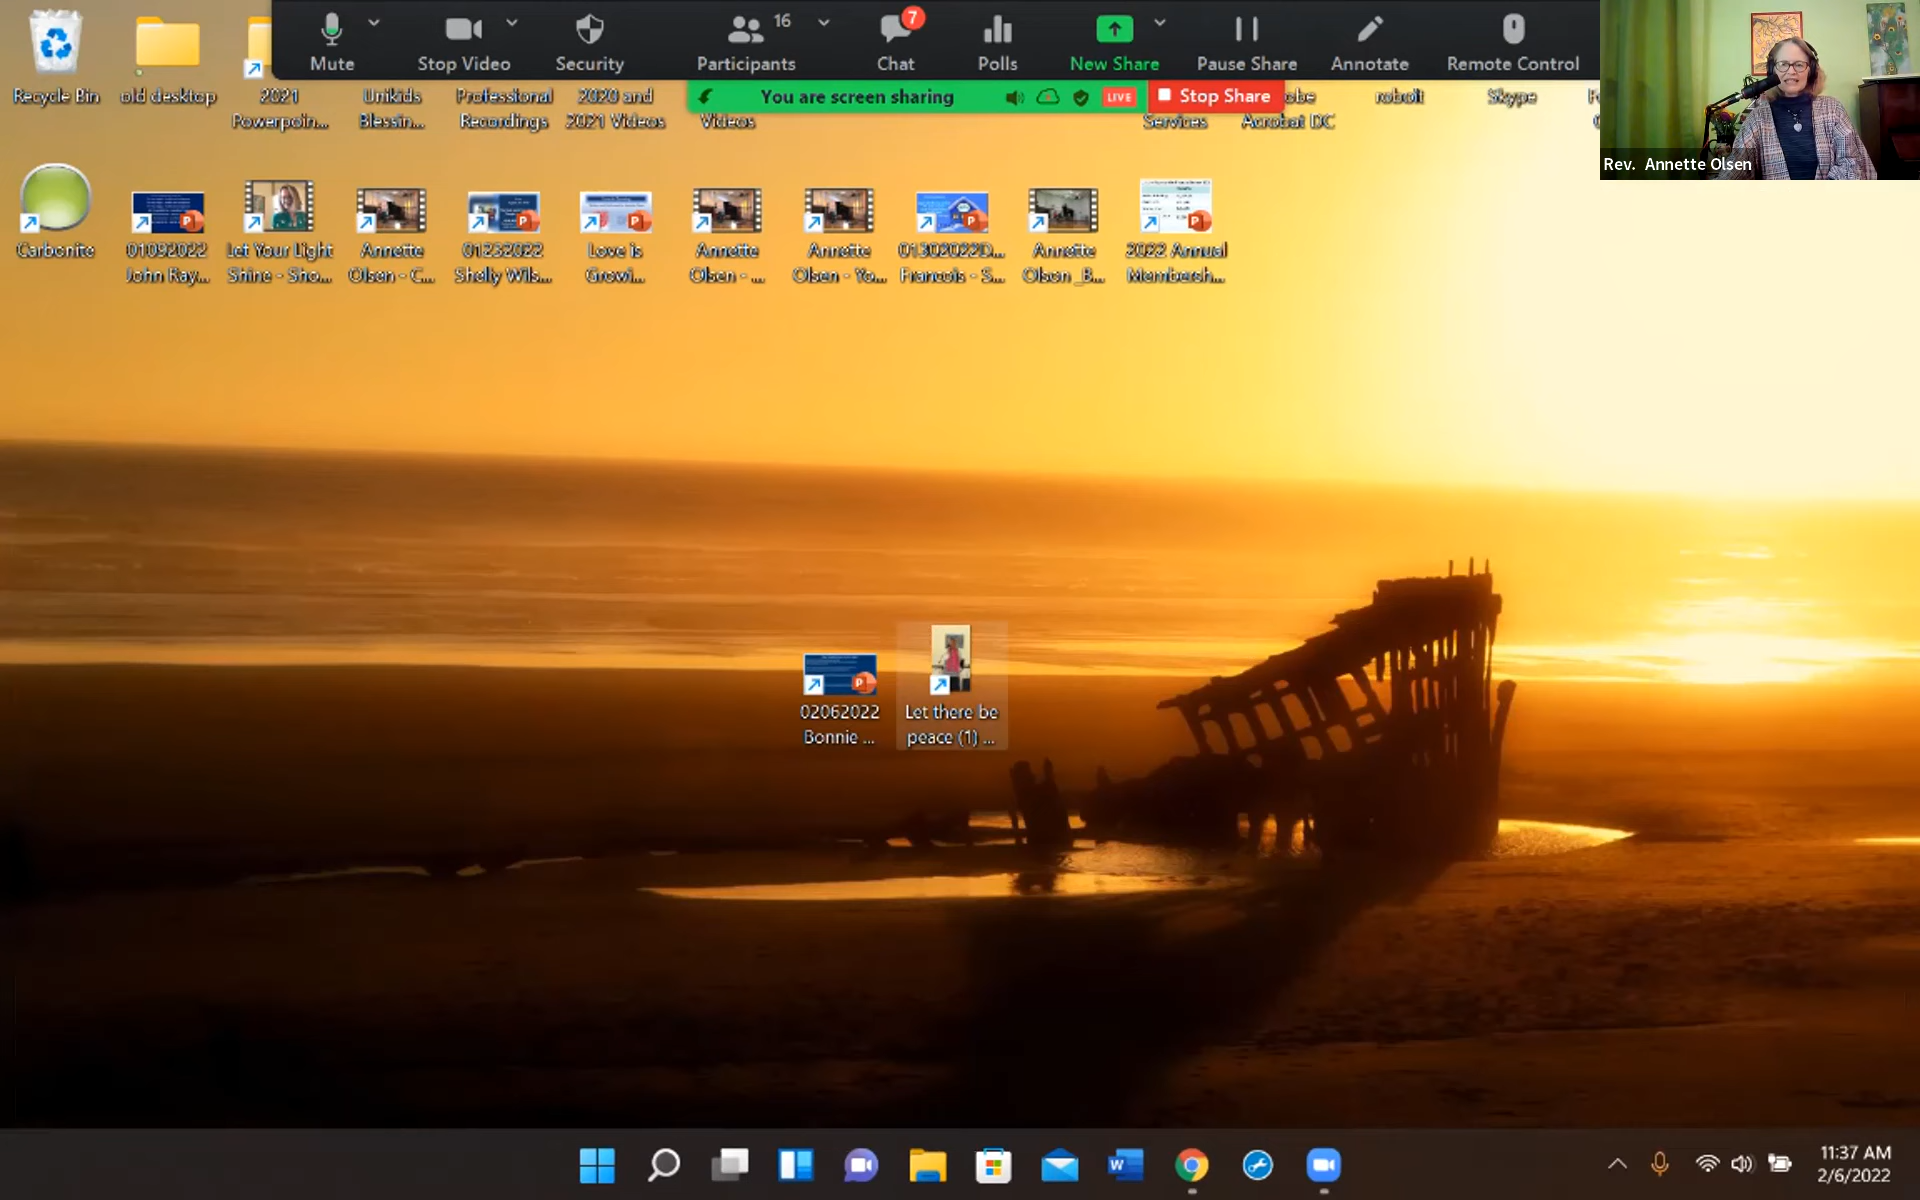 Mute
Stop Video
Security
Participants
16
Chat
7
Polls
New Share
Pause Share
Annotate
Remote Control
You are screen sharing
LIVE
Stop Share
Rev. Annette Olsen
Recycle Bin
old desktop
2021
Powerpoin...
Unikids
Blessin...
Professional
Recordings
2020 and
2021 Videos
Videos
Services
Acrobat DC
Skype
Carbonite
01092022
John Ray...
Let Your Light
Shine - Sho...
Annette
Olsen - C...
01232022
Shelly Wils...
Love is
Growi...
Annette
Olsen - ...
Annette
Olsen - Yo...
01302022D...
Francois - S...
Annette
Olsen _B...
2022 Annual
Membersh...
02062022
Bonnie ...
Let there be
peace (1) ...
11:37 AM
2/6/2022